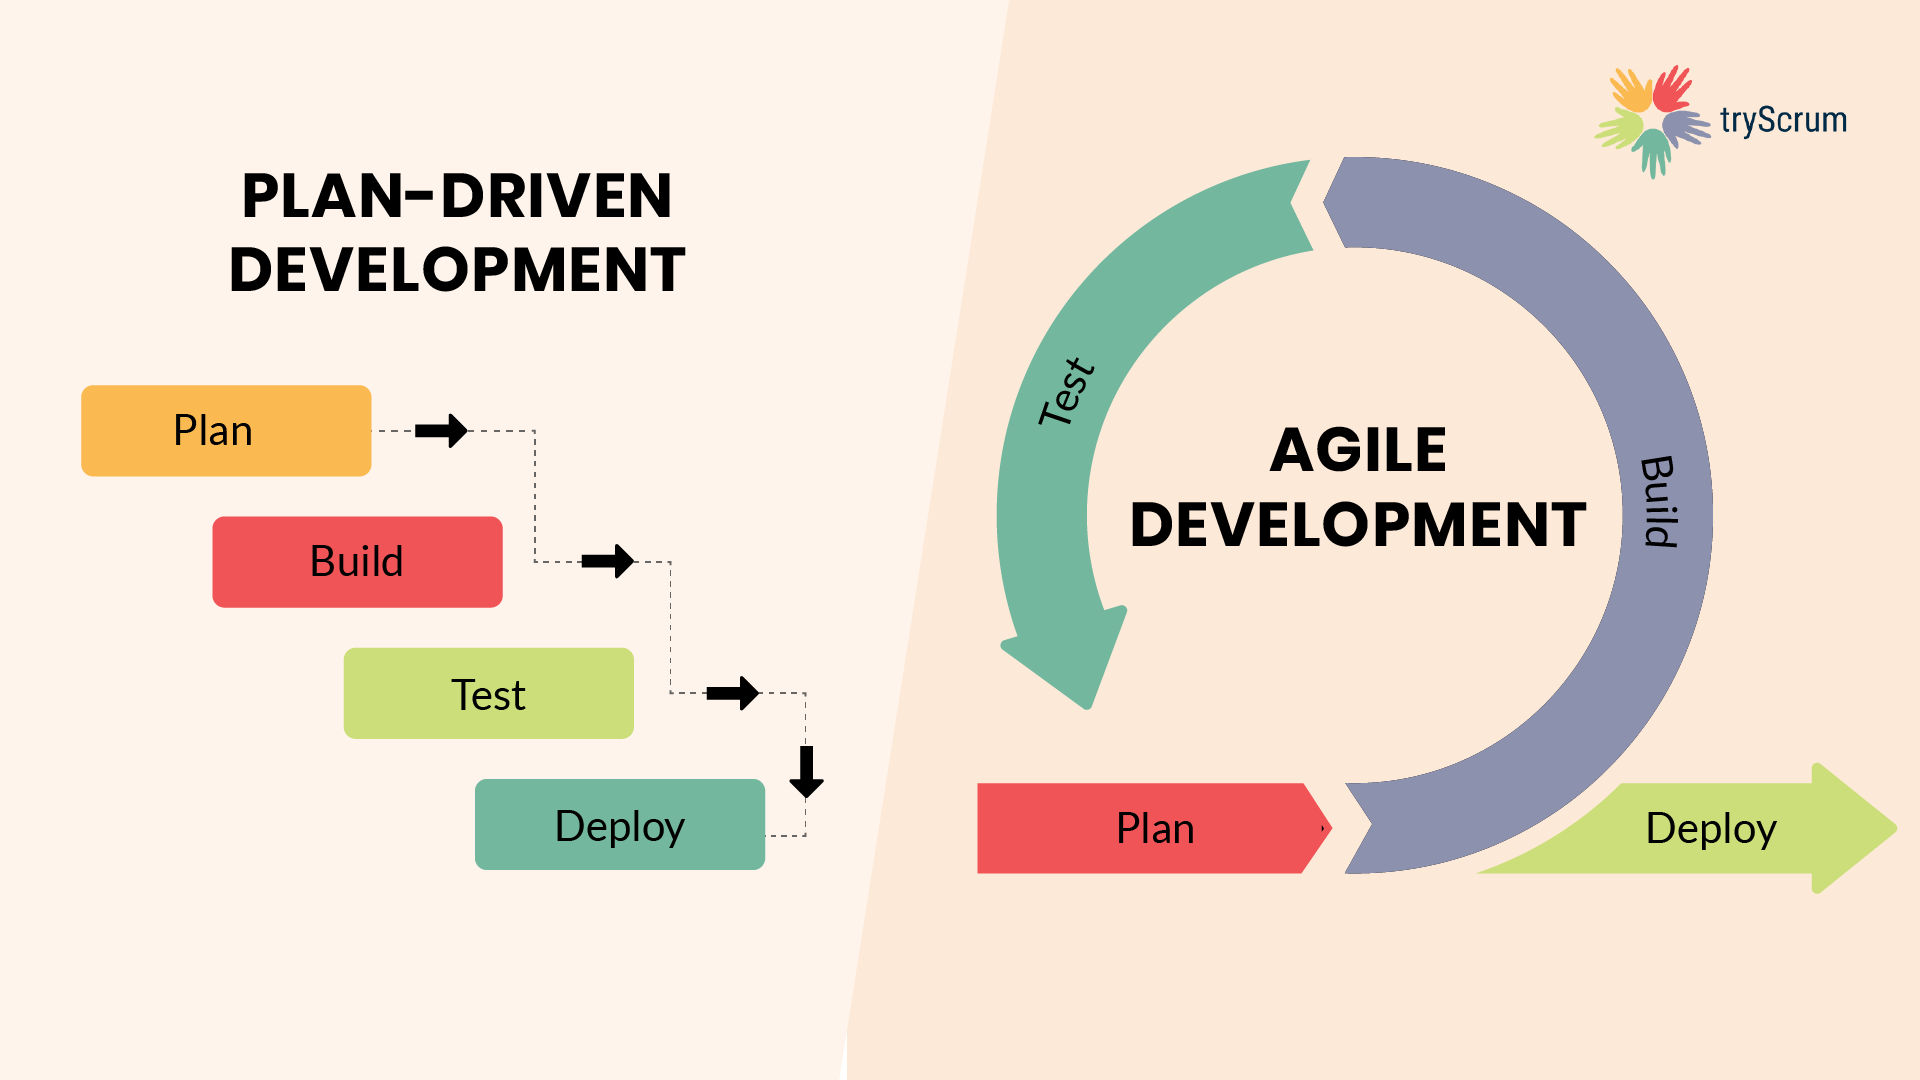 PLAN-DRIVEN
DEVELOPMENT
Plan
Build
Test
Deploy
tryScrum
Test
AGILE
DEVELOPMENT
Build
Plan
Deploy